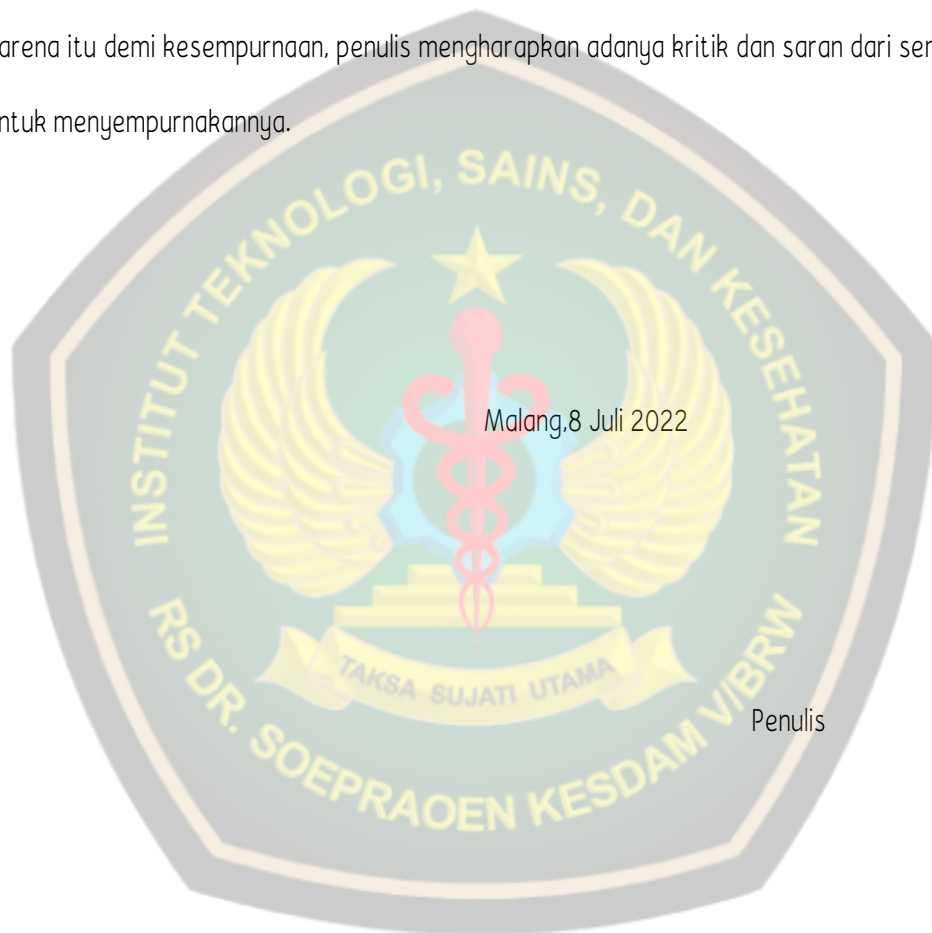 arena itu demi kesempurnaan, penulis mengharapkan adanya kritik dan saran dari
ntuk menyempurnakannya.
INSTITUT TEKNOLOGI, SAINS, DAN KESEHATAN
Malang,8 Juli 2022
TAKSA SUJATI UTAMA
Penulis
RS DR. SOEPRAOEN KESDAM V/BRW